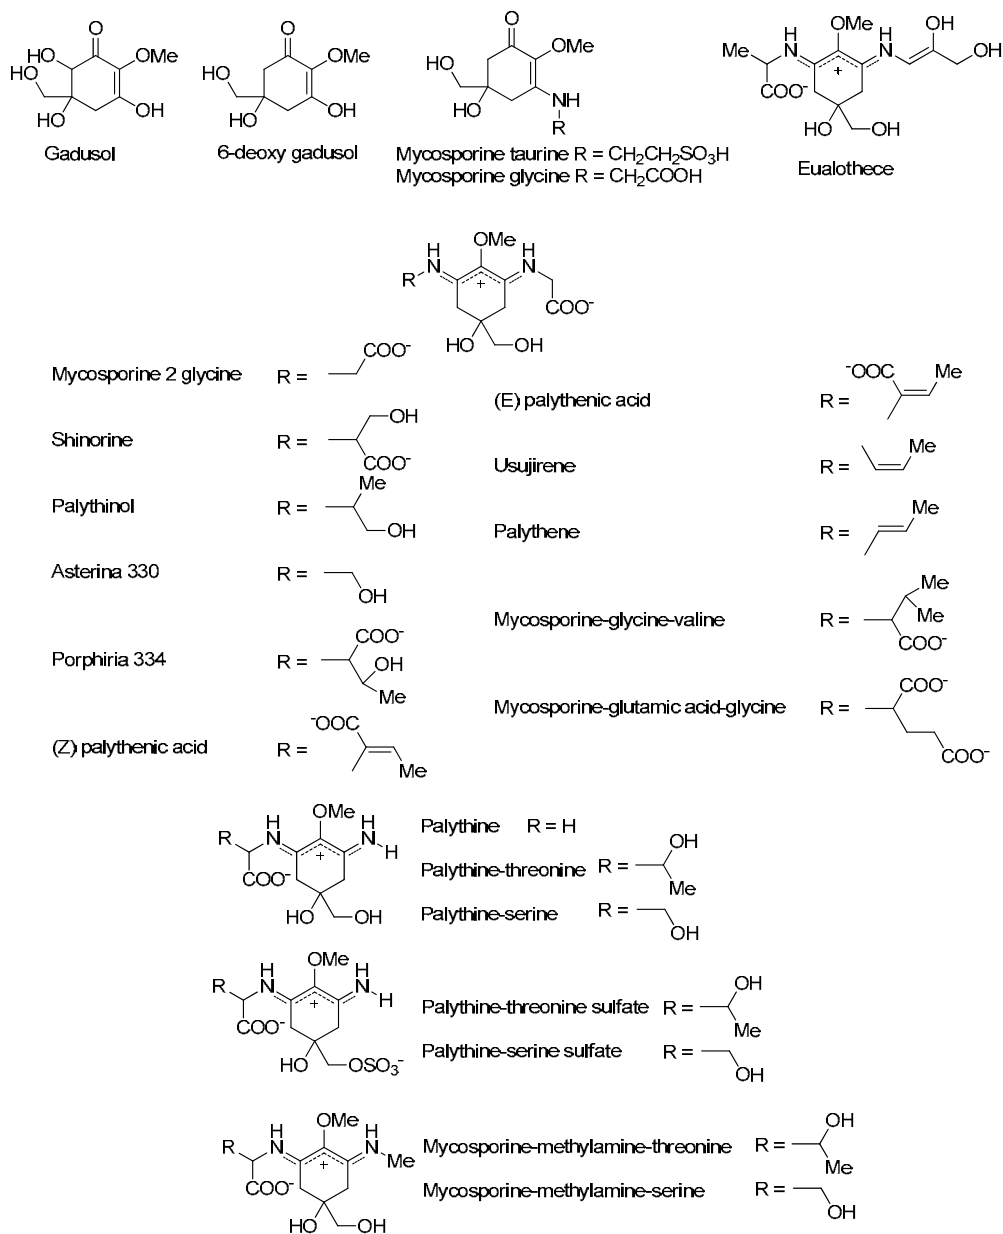 O
HO
OMe
HO
HO
OH
Gadusol
O
OMe
HO
HO
OH
6-deoxy gadusol
O
OMe
HO
HO
NH
R
Mycosporine taurine R = CH2CH2SO3H
Mycosporine glycine R = CH2COOH
OMe
OH
H
N
H
N
Me
COO-
+
OH
HO
OH
Eualothece
OMe
H
N
H
N
R
+
COO-
HO
OH
Mycosporine 2 glycine R = COO-
Shinorine R = OH COO-
Palythinol R = Me OH
Asterina 330 R = OH
Porphiria 334 R = COO- OH Me
(Z) palythenic acid R = -OOC Me
(E) palythenic acid R = -OOC Me
Usujirene R = Me
Palythene R = Me
Mycosporine-glycine-valine R = Me Me COO-
Mycosporine-glutamic acid-glycine R = COO- COO-
OMe
H
N
H
N
R
H
COO-
+
HO
OH
Palythine R = H
Palythine-threonine R = OH Me
Palythine-serine R = OH
OMe
H
N
H
N
R
H
COO-
+
HO
OSO3-
Palythine-threonine sulfate R = OH Me
Palythine-serine sulfate R = OH
OMe
H
N
H
N
R
Me
COO-
+
HO
OH
Mycosporine-methylamine-threonine R = OH Me
Mycosporine-methylamine-serine R = OH